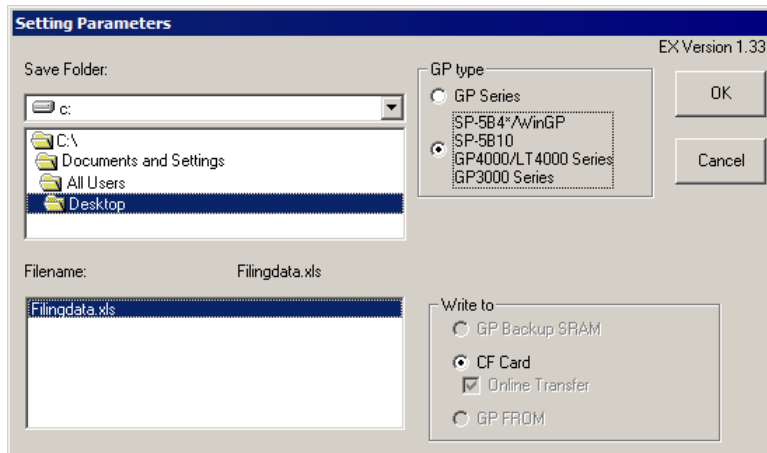 Setting Parameters
EX Version 1.33
Save Folder:
c:
C:\
Documents and Settings
All Users
Desktop
GP type
GP Series
SP-5B4*/WinGP
SP-5B10
GP4000/LT4000 Series
GP3000 Series
OK
Cancel
Filename: Filingdata.xls
Filingdata.xls
Write to
GP Backup SRAM
CF Card
Online Transfer
GP FROM